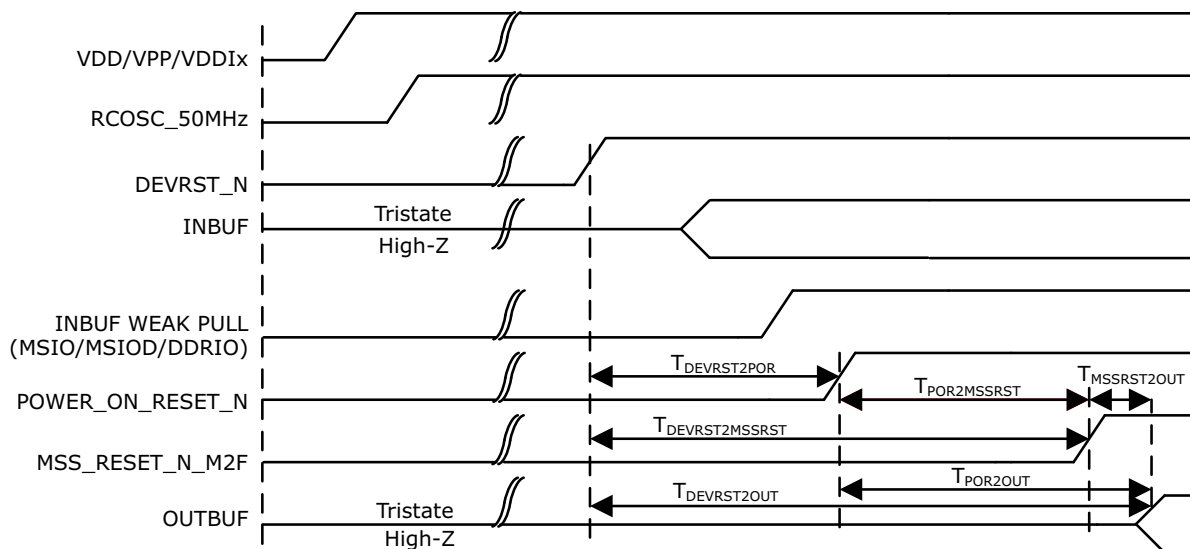 VDD/VPP/VDDIx
RCOSC_50MHz
DEVRST_N
INBUF
Tristate
High-Z
INBUF WEAK PULL
(MSIO/MSIOD/DDRIO)
TDEVRST2POR
TPOR2MSSRST
TMSSRST2OUT
POWER_ON_RESET_N
TDEVRST2MSSRST
MSS_RESET_N_M2F
TPOR2OUT
TDEVRST2OUT
OUTBUF
Tristate
High-Z